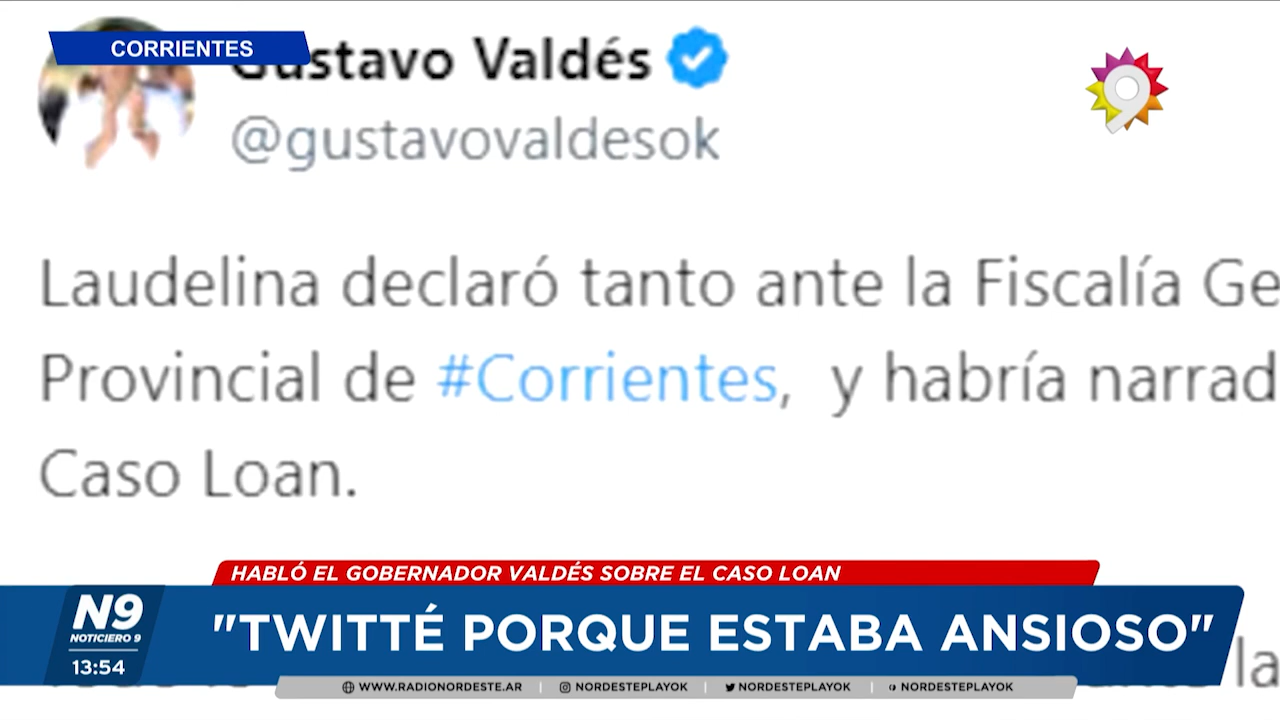 CORRIENTES
Gustavo Valdés
@gustavovaldesok
9
Laudelina declaró tanto ante la Fiscalía Ge
Provincial de #Corrientes, y habría narrad
Caso Loan.
HABLÓ EL GOBERNADOR VALDÉS SOBRE EL CASO LOAN
"TWITTÉ PORQUE ESTABA ANSIOSO"
N9
NOTICIERO 9
13:54
la
WWW.RADIONORDESTE.AR | NORDESTEPLAYOK | NORDESTEPLAYOK | NORDESTEPLAYOK